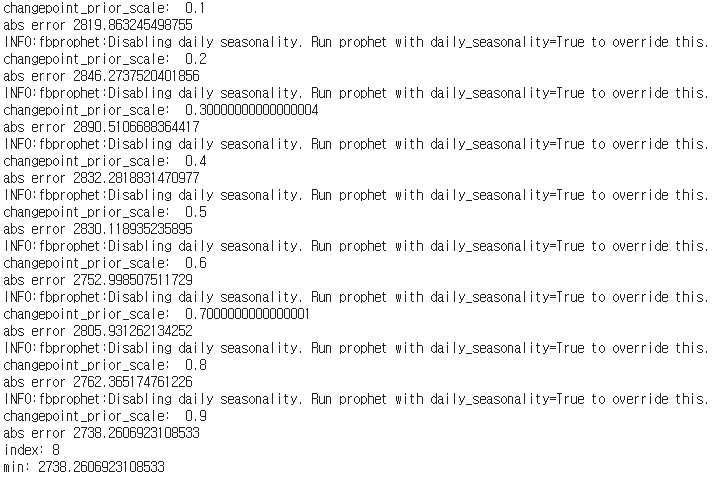 changepoint_prior_scale:  0.1
abs error 2819.863245498755
INFO:fbprophet:Disabling daily seasonality. Run prophet with daily_seasonality=True to override this.
changepoint_prior_scale:  0.2
abs error 2846.2737520401856
INFO:fbprophet:Disabling daily seasonality. Run prophet with daily_seasonality=True to override this.
changepoint_prior_scale:  0.30000000000000004
abs error 2890.5106688364417
INFO:fbprophet:Disabling daily seasonality. Run prophet with daily_seasonality=True to override this.
changepoint_prior_scale:  0.4
abs error 2832.2818831470977
INFO:fbprophet:Disabling daily seasonality. Run prophet with daily_seasonality=True to override this.
changepoint_prior_scale:  0.5
abs error 2830.118935235895
INFO:fbprophet:Disabling daily seasonality. Run prophet with daily_seasonality=True to override this.
changepoint_prior_scale:  0.6
abs error 2752.998507511729
INFO:fbprophet:Disabling daily seasonality. Run prophet with daily_seasonality=True to override this.
changepoint_prior_scale:  0.7000000000000001
abs error 2805.931262134252
INFO:fbprophet:Disabling daily seasonality. Run prophet with daily_seasonality=True to override this.
changepoint_prior_scale:  0.8
abs error 2762.365174761226
INFO:fbprophet:Disabling daily seasonality. Run prophet with daily_seasonality=True to override this.
changepoint_prior_scale:  0.9
abs error 2738.2606923108533
index: 8
min: 2738.2606923108533